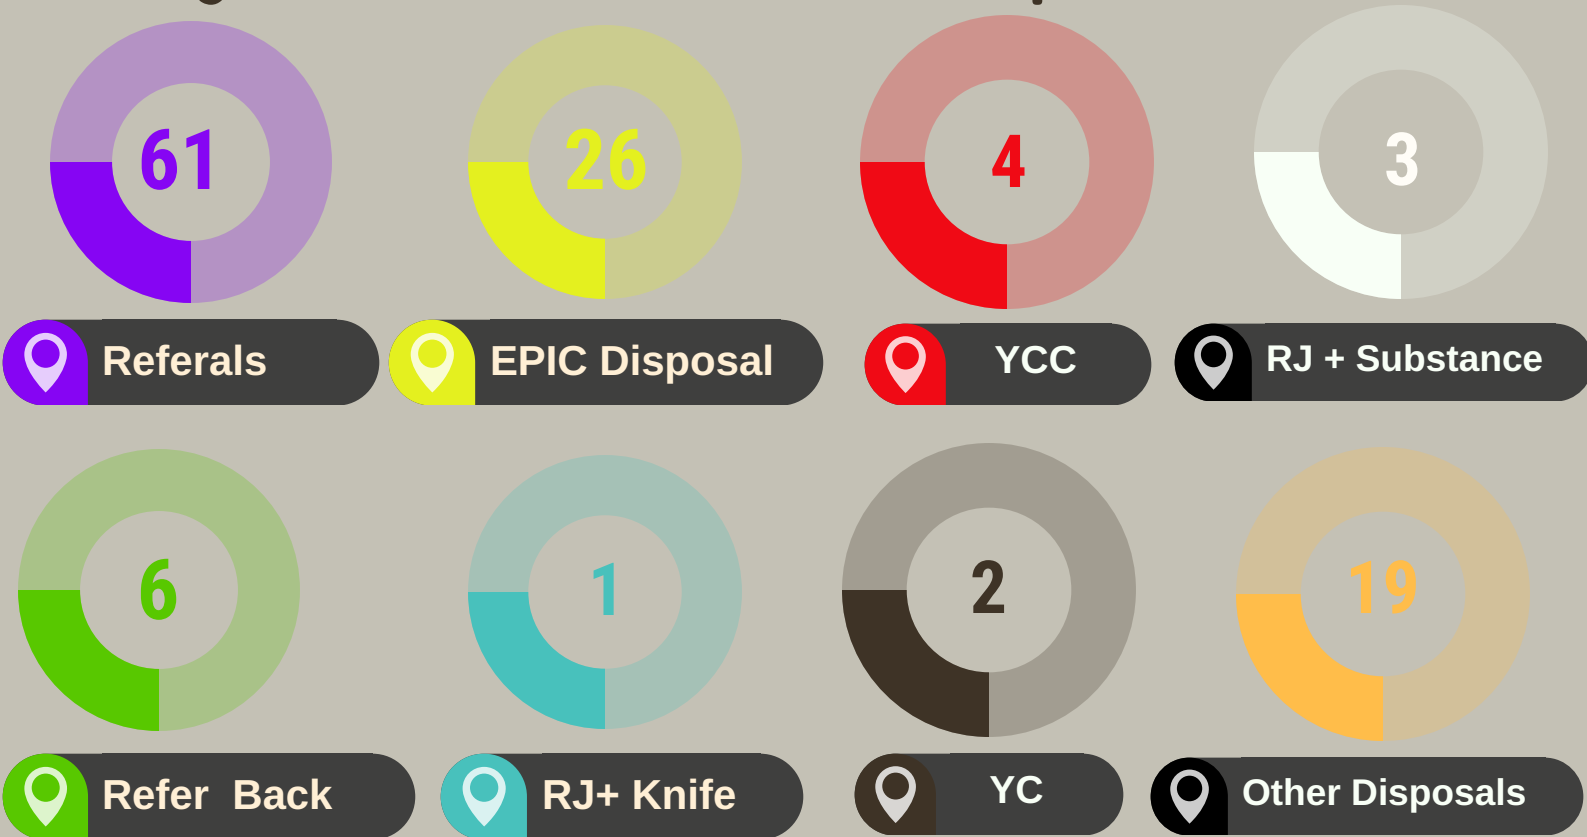 61 26 4 3
Referals EPIC Disposal YCC RJ + Substance
6 1 2 19
Refer Back RJ+ Knife YC Other Disposals